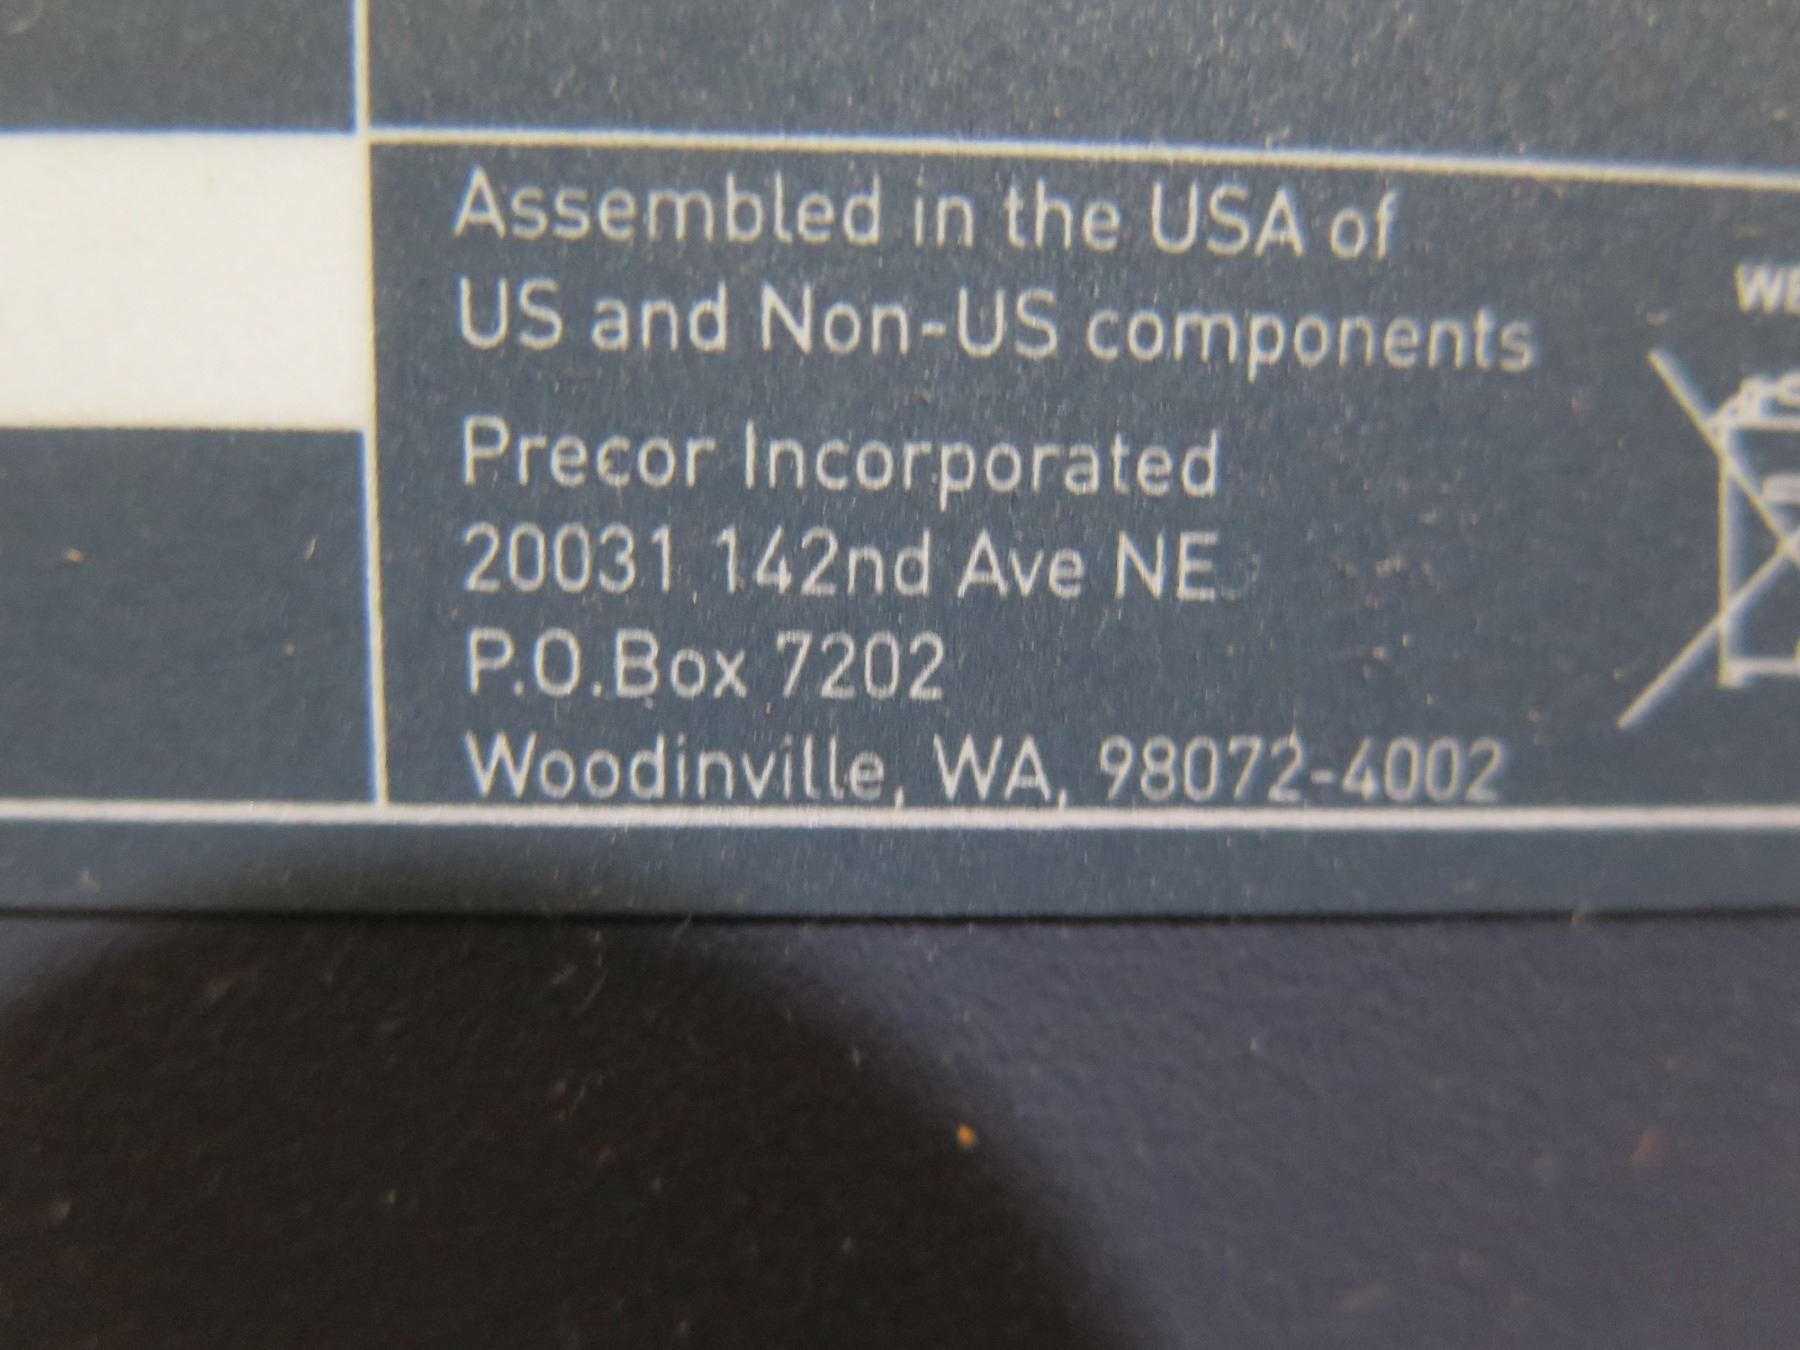 Assembled in the USA of
US and Non-US components
Precor Incorporated
20031 142nd Ave NE
P.O.Box 7202
Woodinville, WA, 98072-4002